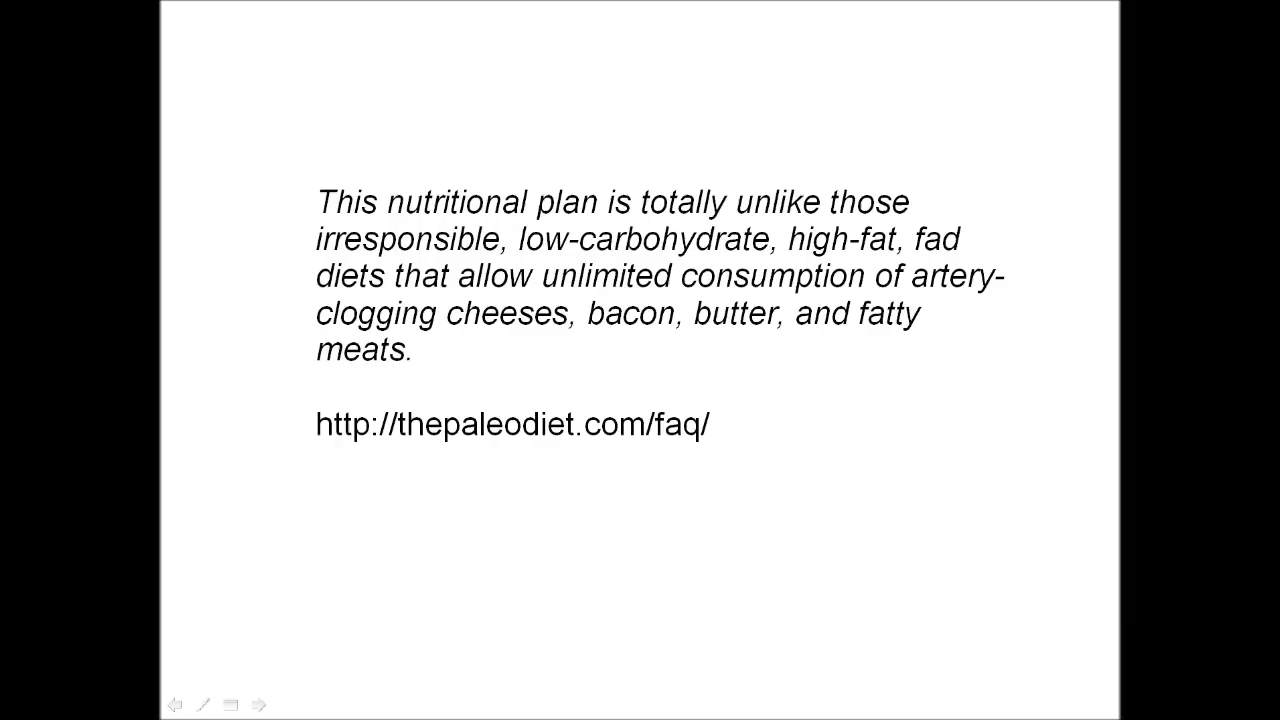 This nutritional plan is totally unlike those
irresponsible, low-carbohydrate, high-fat, fad
diets that allow unlimited consumption of artery-
clogging cheeses, bacon, butter, and fatty
meats.
http://thepaleodiet.com/faq/